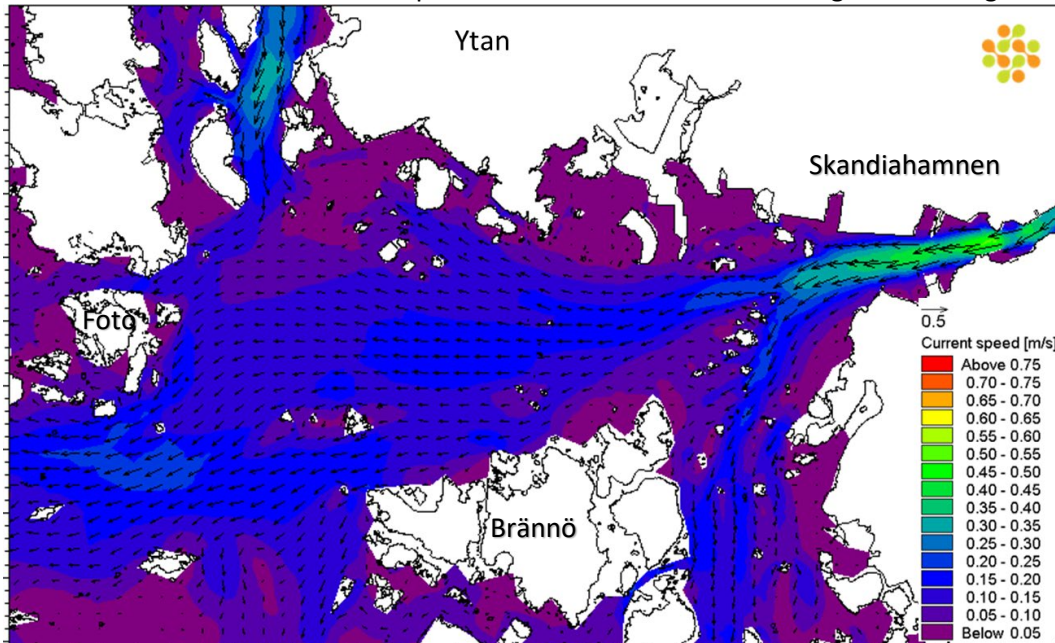 Ytan
Skandiahamnen
Fotö
0.5
Current speed [m/s]
Above 0.75
0.70 - 0.75
0.65 - 0.70
0.60 - 0.65
0.55 - 0.60
0.50 - 0.55
0.45 - 0.50
0.40 - 0.45
0.35 - 0.40
0.30 - 0.35
0.25 - 0.30
0.20 - 0.25
0.15 - 0.20
0.10 - 0.15
0.05 - 0.10
Below 0.05
Brännö